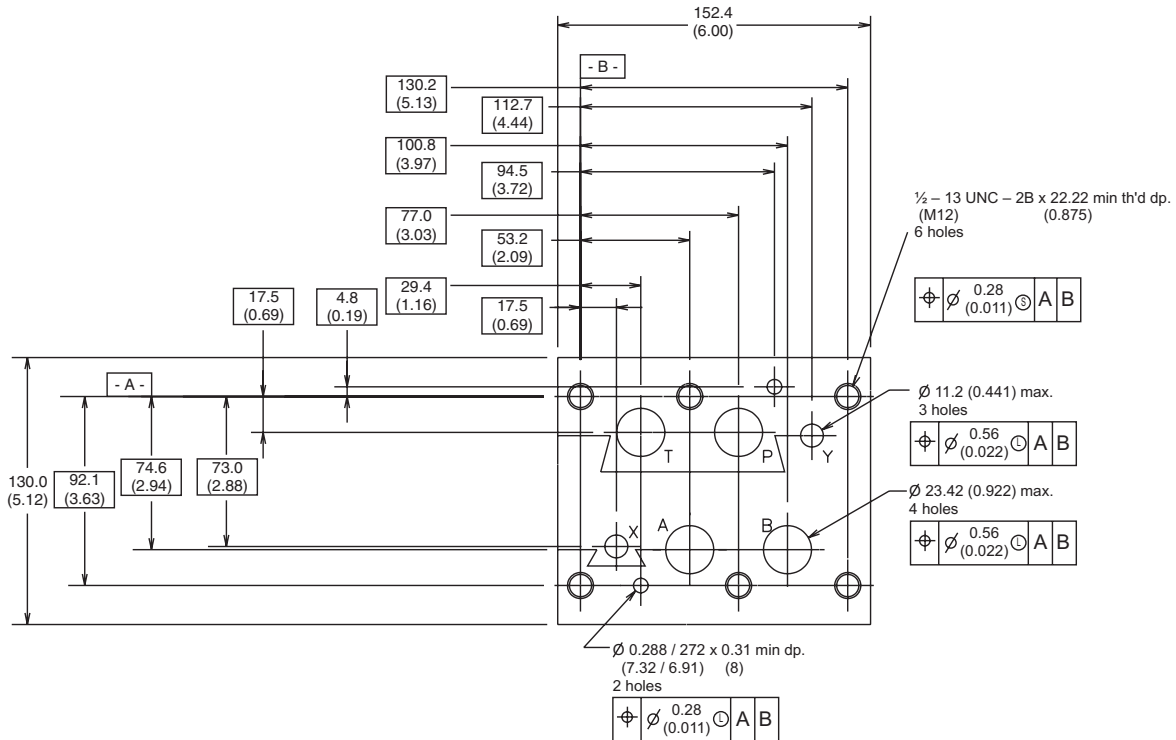 152.4
(6.00)
- B -
130.2
(5.13)
112.7
(4.44)
100.8
(3.97)
94.5
(3.72)
77.0
(3.03)
53.2
(2.09)
29.4
(1.16)
17.5
(0.69)
17.5
(0.69)
4.8
(0.19)
½ – 13 UNC – 2B x 22.22 min th'd dp.
(M12) (0.875)
6 holes
⌖ Ø 0.28 (0.011) Ⓢ A B
- A -
Ø 11.2 (0.441) max.
3 holes
⌖ Ø 0.56 (0.022) Ⓛ A B
T P Y
130.0
(5.12)
92.1
(3.63)
74.6
(2.94)
73.0
(2.88)
Ø 23.42 (0.922) max.
4 holes
⌖ Ø 0.56 (0.022) Ⓛ A B
X A B
Ø 0.288 / 272 x 0.31 min dp.
(7.32 / 6.91) (8)
2 holes
⌖ Ø 0.28 (0.011) Ⓛ A B